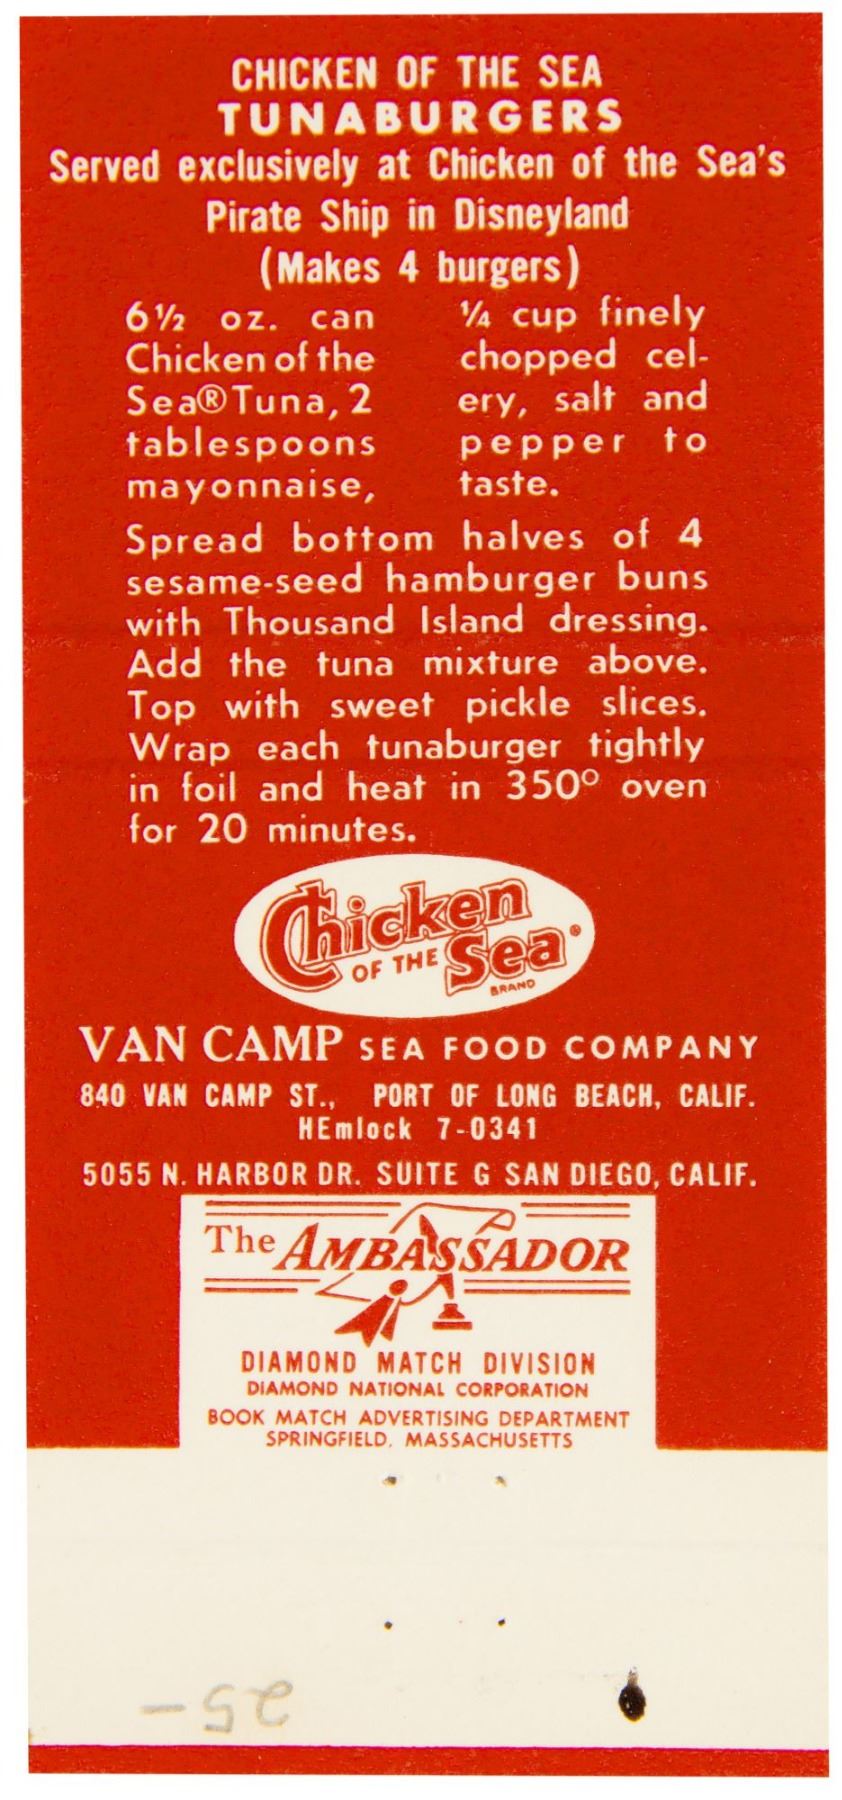 CHICKEN OF THE SEA
TUNABURGERS
Served exclusively at Chicken of the Sea's
Pirate Ship in Disneyland
(Makes 4 burgers)
6½ oz. can
Chicken of the
Sea® Tuna, 2
tablespoons
mayonnaise,
¼ cup finely
chopped cel-
ery, salt and
pepper to
taste.
Spread bottom halves of 4
sesame-seed hamburger buns
with Thousand Island dressing.
Add the tuna mixture above.
Top with sweet pickle slices.
Wrap each tunaburger tightly
in foil and heat in 350° oven
for 20 minutes.
Chicken
OF THE Sea®
BRAND
VAN CAMP SEA FOOD COMPANY
840 VAN CAMP ST., PORT OF LONG BEACH, CALIF.
HEmlock 7-0341
5055 N. HARBOR DR. SUITE G SAN DIEGO, CALIF.
The AMBASSADOR
DIAMOND MATCH DIVISION
DIAMOND NATIONAL CORPORATION
BOOK MATCH ADVERTISING DEPARTMENT
SPRINGFIELD, MASSACHUSETTS
25-